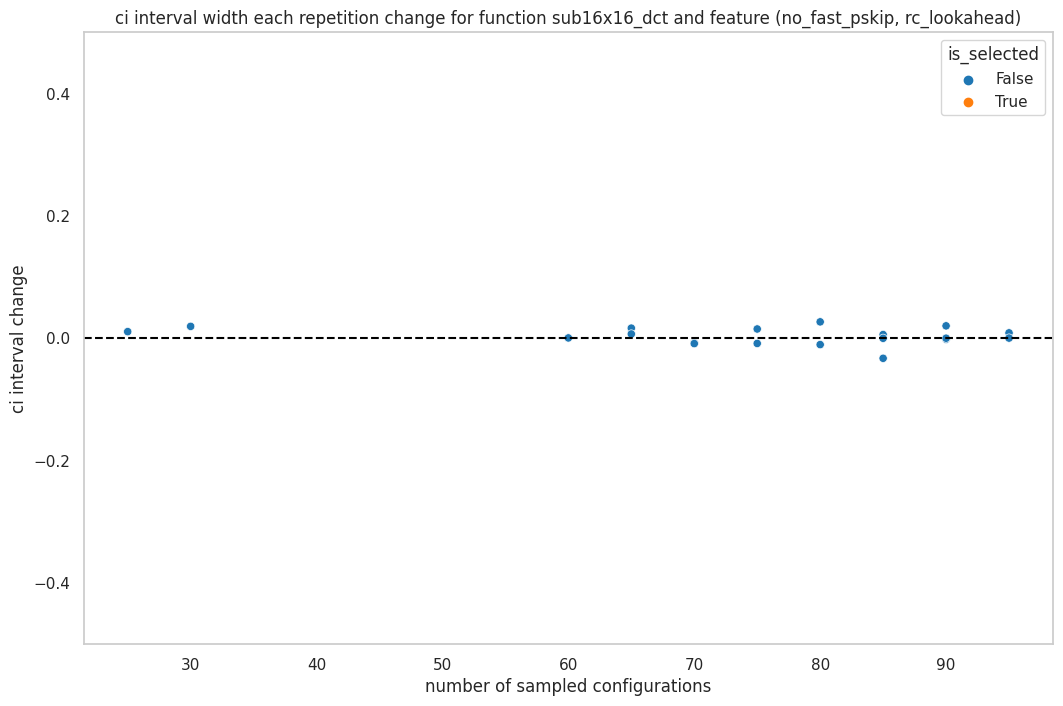 ci interval width each repetition change for function sub16x16_dct and feature (no_fast_pskip, rc_lookahead)
is_selected
False
True
0.4
0.2
0.0
−0.2
−0.4
ci interval change
30 40 50 60 70 80 90
number of sampled configurations